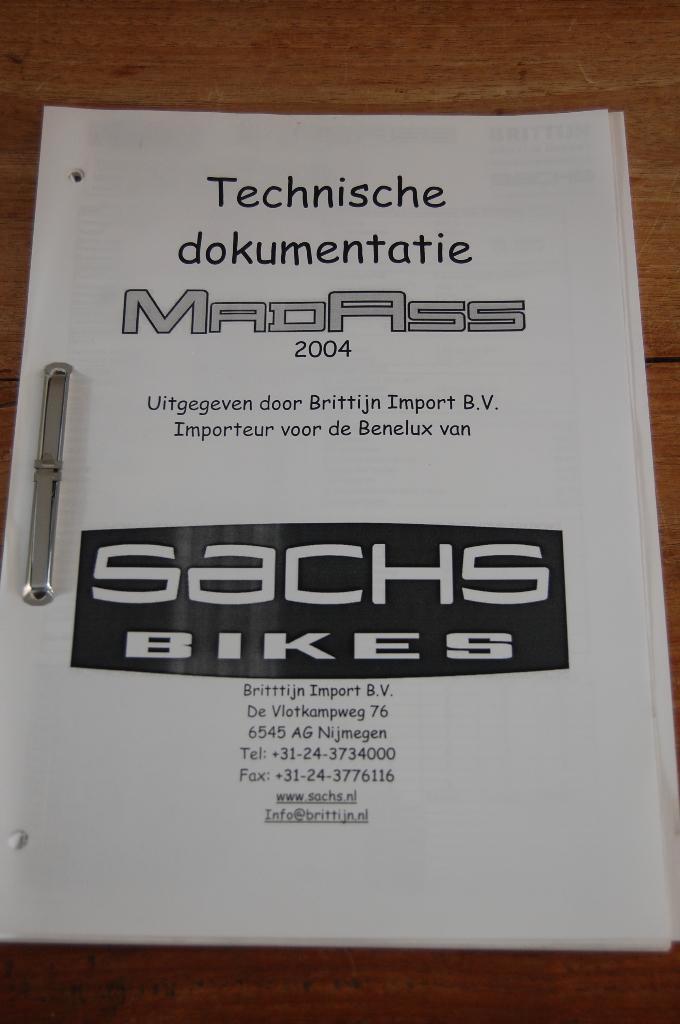 Technische
dokumentatie
MADASS
2004
Uitgegeven door Brittijn Import B.V.
Importeur voor de Benelux van
SACHS
BIKES
Britttijn Import B.V.
De Vlotkampweg 76
6545 AG Nijmegen
Tel: +31-24-3734000
Fax: +31-24-3776116
www.sachs.nl
Info@brittijn.nl